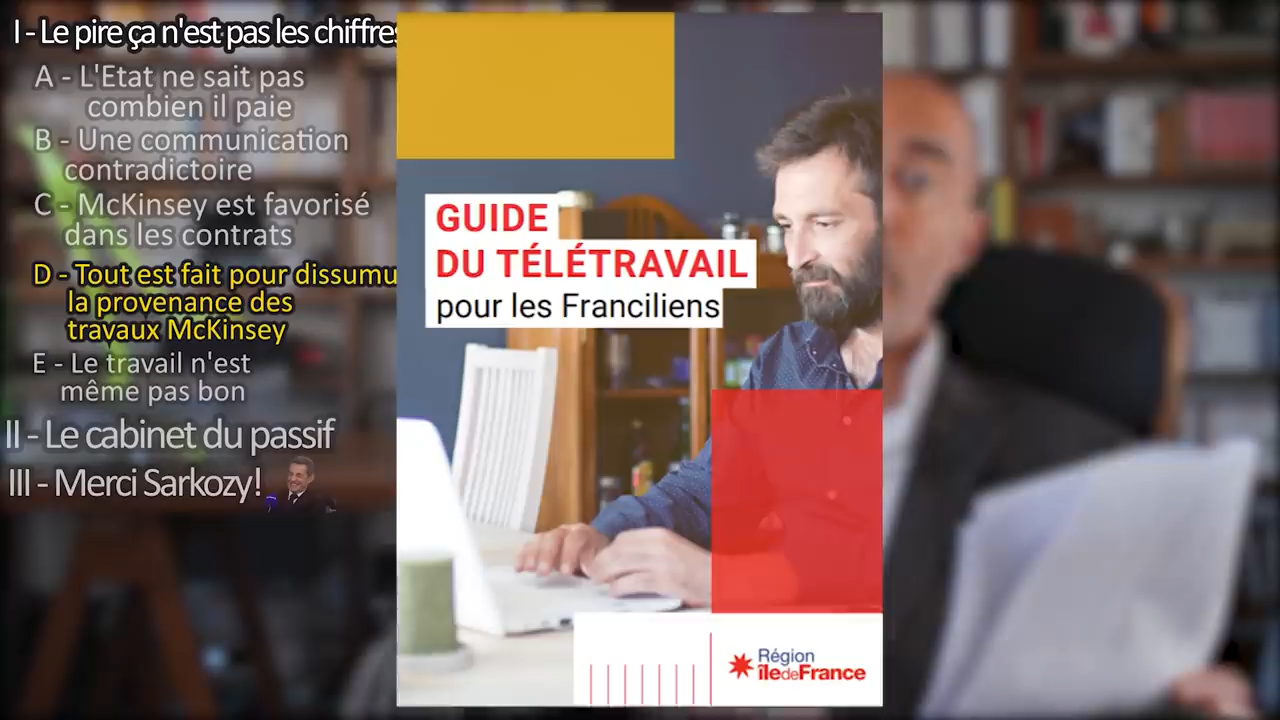 I - Le pire ça n'est pas les chiffres
A - L'Etat ne sait pas
combien il paie
B - Une communication
contradictoire
C - McKinsey est favorisé
dans les contrats
D - Tout est fait pour dissumu
la provenance des
travaux McKinsey
E - Le travail n'est
même pas bon
II - Le cabinet du passif
III - Merci Sarkozy!
GUIDE
DU TÉLÉTRAVAIL
pour les Franciliens
Région
îledeFrance